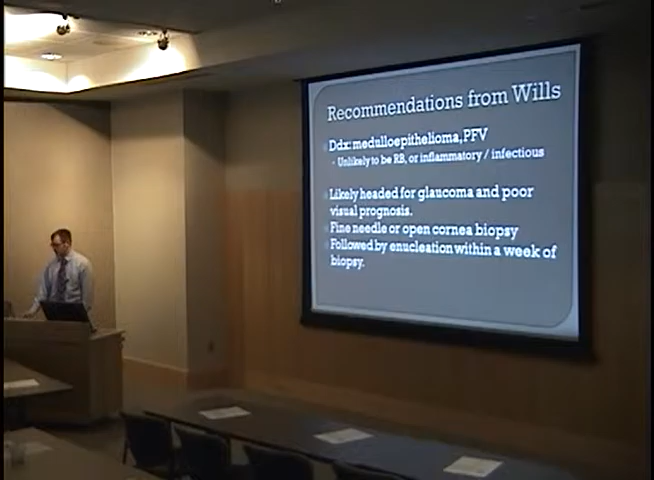 Recommendations from Wills
Ddx: medulloepithelioma, PFV
Unlikely to be RB, or inflammatory / infectious
Likely headed for glaucoma and poor
visual prognosis.
Fine needle or open cornea biopsy
Followed by enucleation within a week of
biopsy.